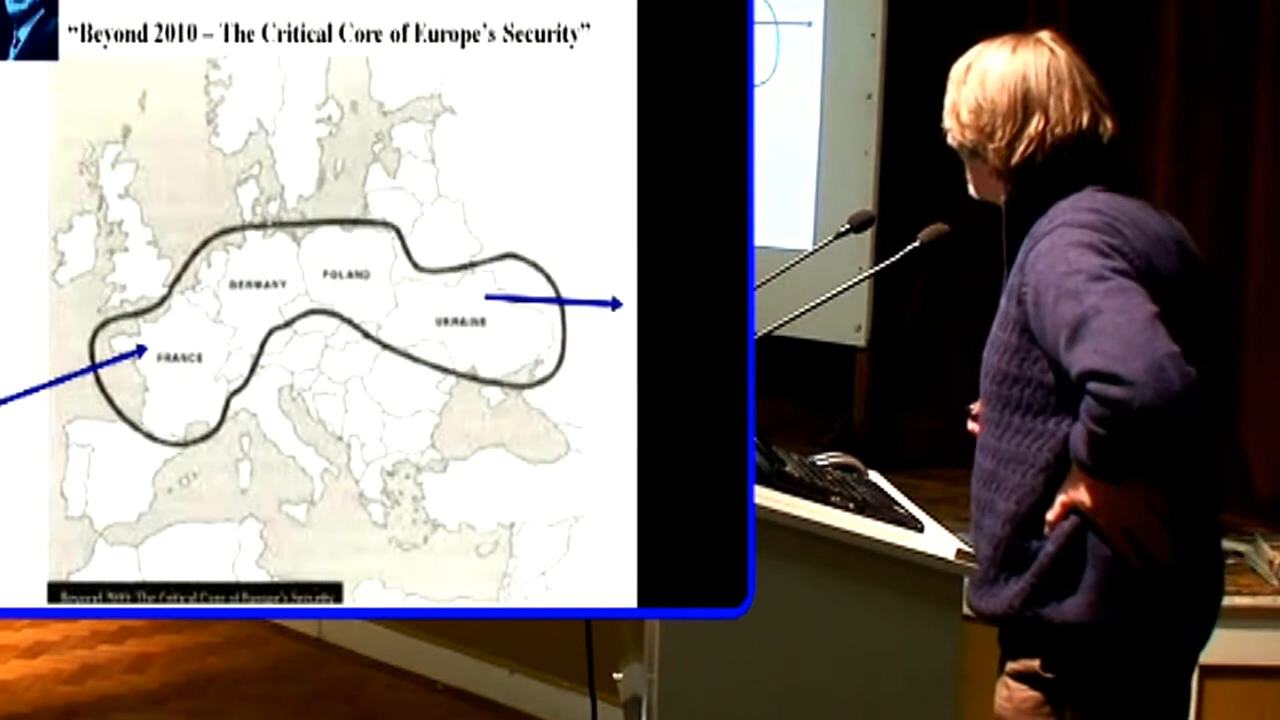 “Beyond 2010 – The Critical Core of Europe’s Security”
GERMANY
POLAND
UKRAINE
FRANCE
Beyond 2010: The Critical Core of Europe's Security